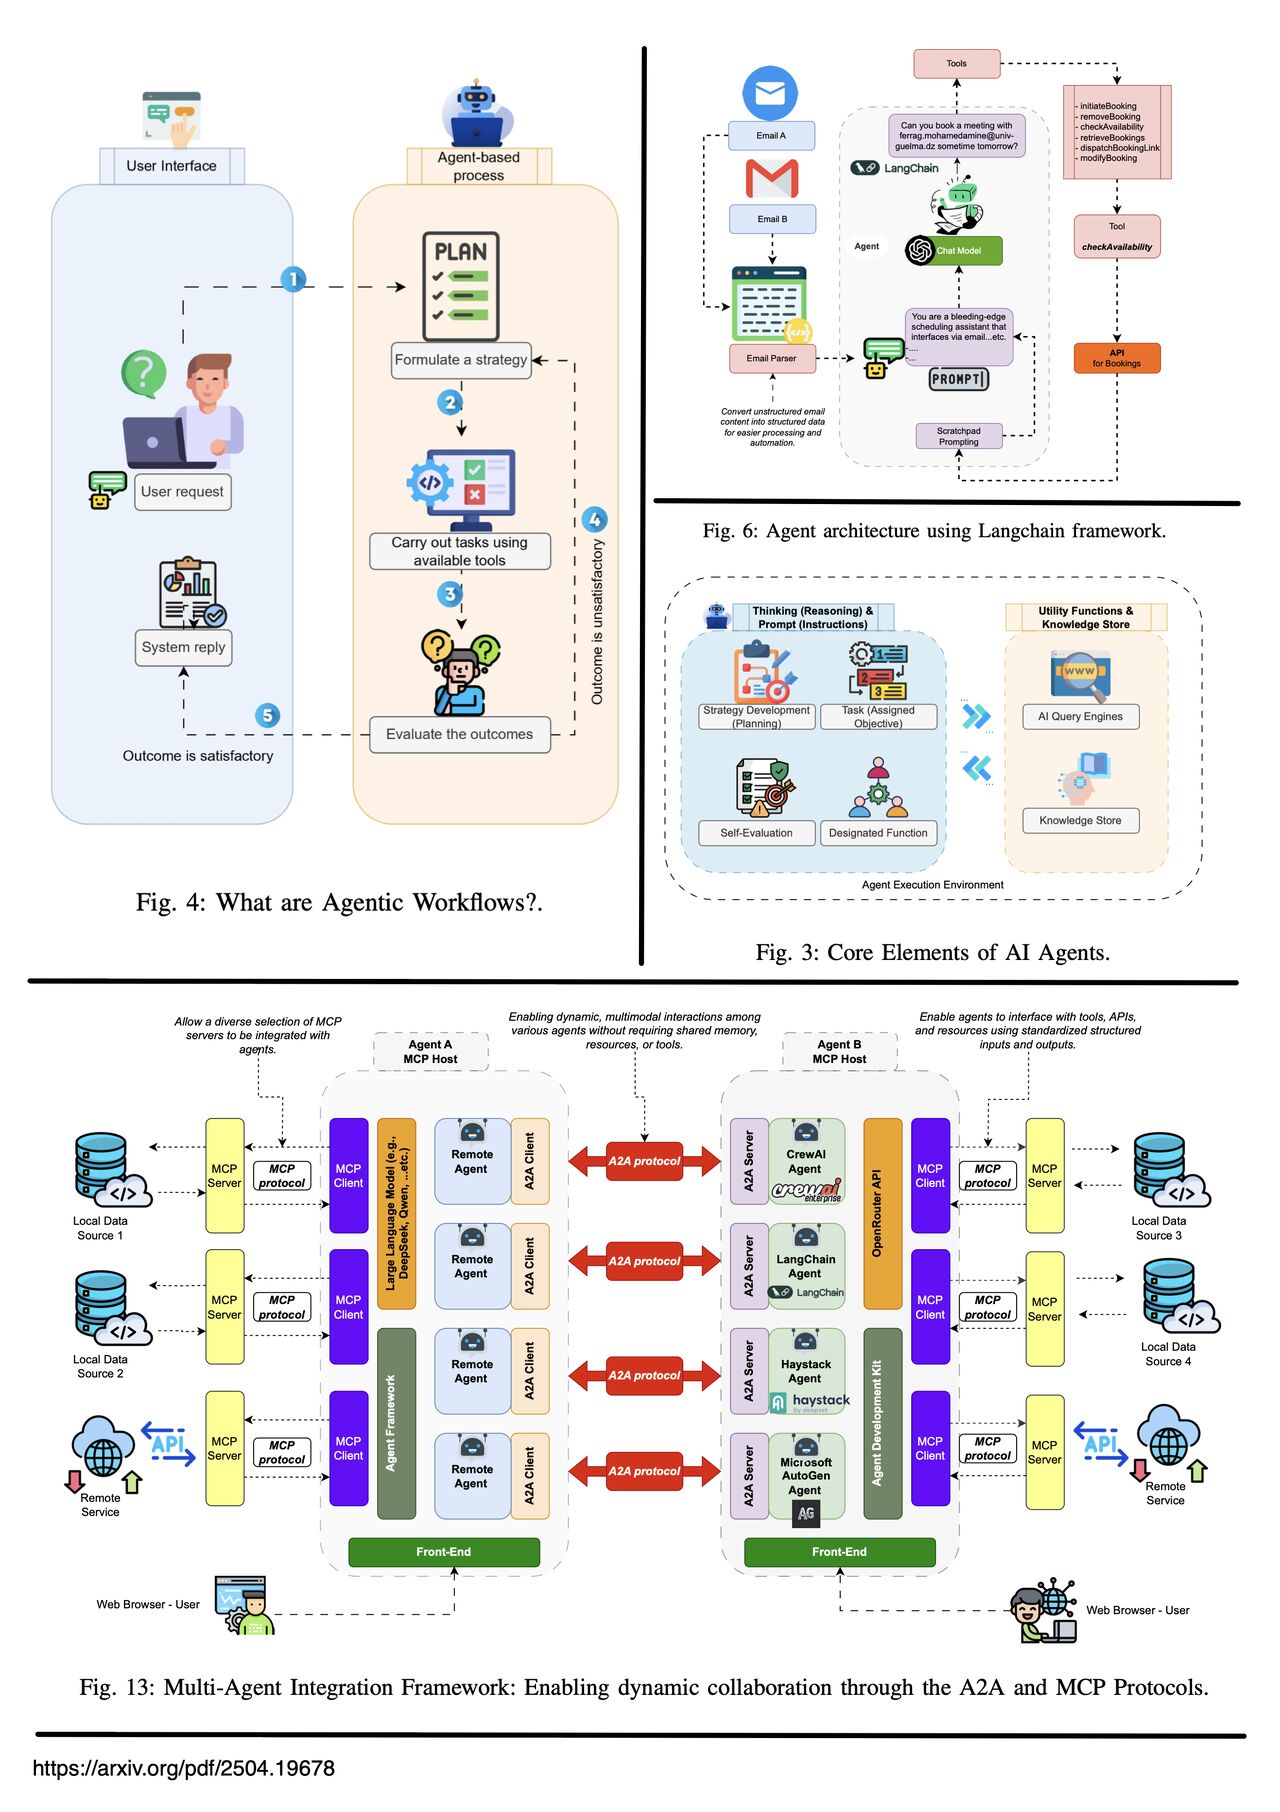 User Interface
Agent-based
process
PLAN
1
Formulate a strategy
2
User request
Carry out tasks using
available tools
3
4
Outcome is unsatisfactory
System reply
5
Evaluate the outcomes
Outcome is satisfactory
Fig. 4: What are Agentic Workflows?.
Tools
Email A
Email B
Email Parser
Convert unstructured email
content into structured data
for easier processing and
automation.
Can you book a meeting with
ferrag.mohamedamine@univ-
guelma.dz sometime tomorrow?
LangChain
Agent
Chat Model
You are a bleeding-edge
scheduling assistant that
interfaces via email...etc.
-....
-...
PROMPT
Scratchpad
Prompting
- initiateBooking
- removeBooking
- checkAvailability
- retrieveBookings
- dispatchBookingLink
- modifyBooking
Tool
checkAvailability
API
for Bookings
Fig. 6: Agent architecture using Langchain framework.
Thinking (Reasoning) &
Prompt (Instructions)
Utility Functions &
Knowledge Store
1
2
3
WWW
Strategy Development
(Planning)
Task (Assigned
Objective)
AI Query Engines
Self-Evaluation
Designated Function
Knowledge Store
Agent Execution Environment
Fig. 3: Core Elements of AI Agents.
Allow a diverse selection of MCP
servers to be integrated with
agents.
Agent A
MCP Host
Enabling dynamic, multimodal interactions among
various agents without requiring shared memory,
resources, or tools.
Agent B
MCP Host
Enable agents to interface with tools, APIs,
and resources using standardized structured
inputs and outputs.
Local Data
Source 1
MCP
Server
MCP
protocol
MCP
Client
Large Language Model (e.g.,
DeepSeek, Qwen, ...etc.)
Remote
Agent
A2A Client
A2A protocol
A2A Server
CrewAI
Agent
crewai
enterprise
OpenRouter API
MCP
Client
MCP
protocol
MCP
Server
Local Data
Source 3
Local Data
Source 2
MCP
Server
MCP
protocol
MCP
Client
Remote
Agent
A2A Client
A2A protocol
A2A Server
LangChain
Agent
LangChain
MCP
Client
MCP
protocol
MCP
Server
Local Data
Source 4
Agent Framework
Remote
Agent
A2A Client
A2A protocol
A2A Server
Haystack
Agent
haystack
by deepset
Agent Development Kit
Remote
Service
API
MCP
Server
MCP
protocol
MCP
Client
Remote
Agent
A2A Client
A2A protocol
A2A Server
Microsoft
AutoGen
Agent
AG
MCP
Client
MCP
protocol
MCP
Server
API
Remote
Service
Front-End
Front-End
Web Browser - User
Web Browser - User
Fig. 13: Multi-Agent Integration Framework: Enabling dynamic collaboration through the A2A and MCP Protocols.
https://arxiv.org/pdf/2504.19678